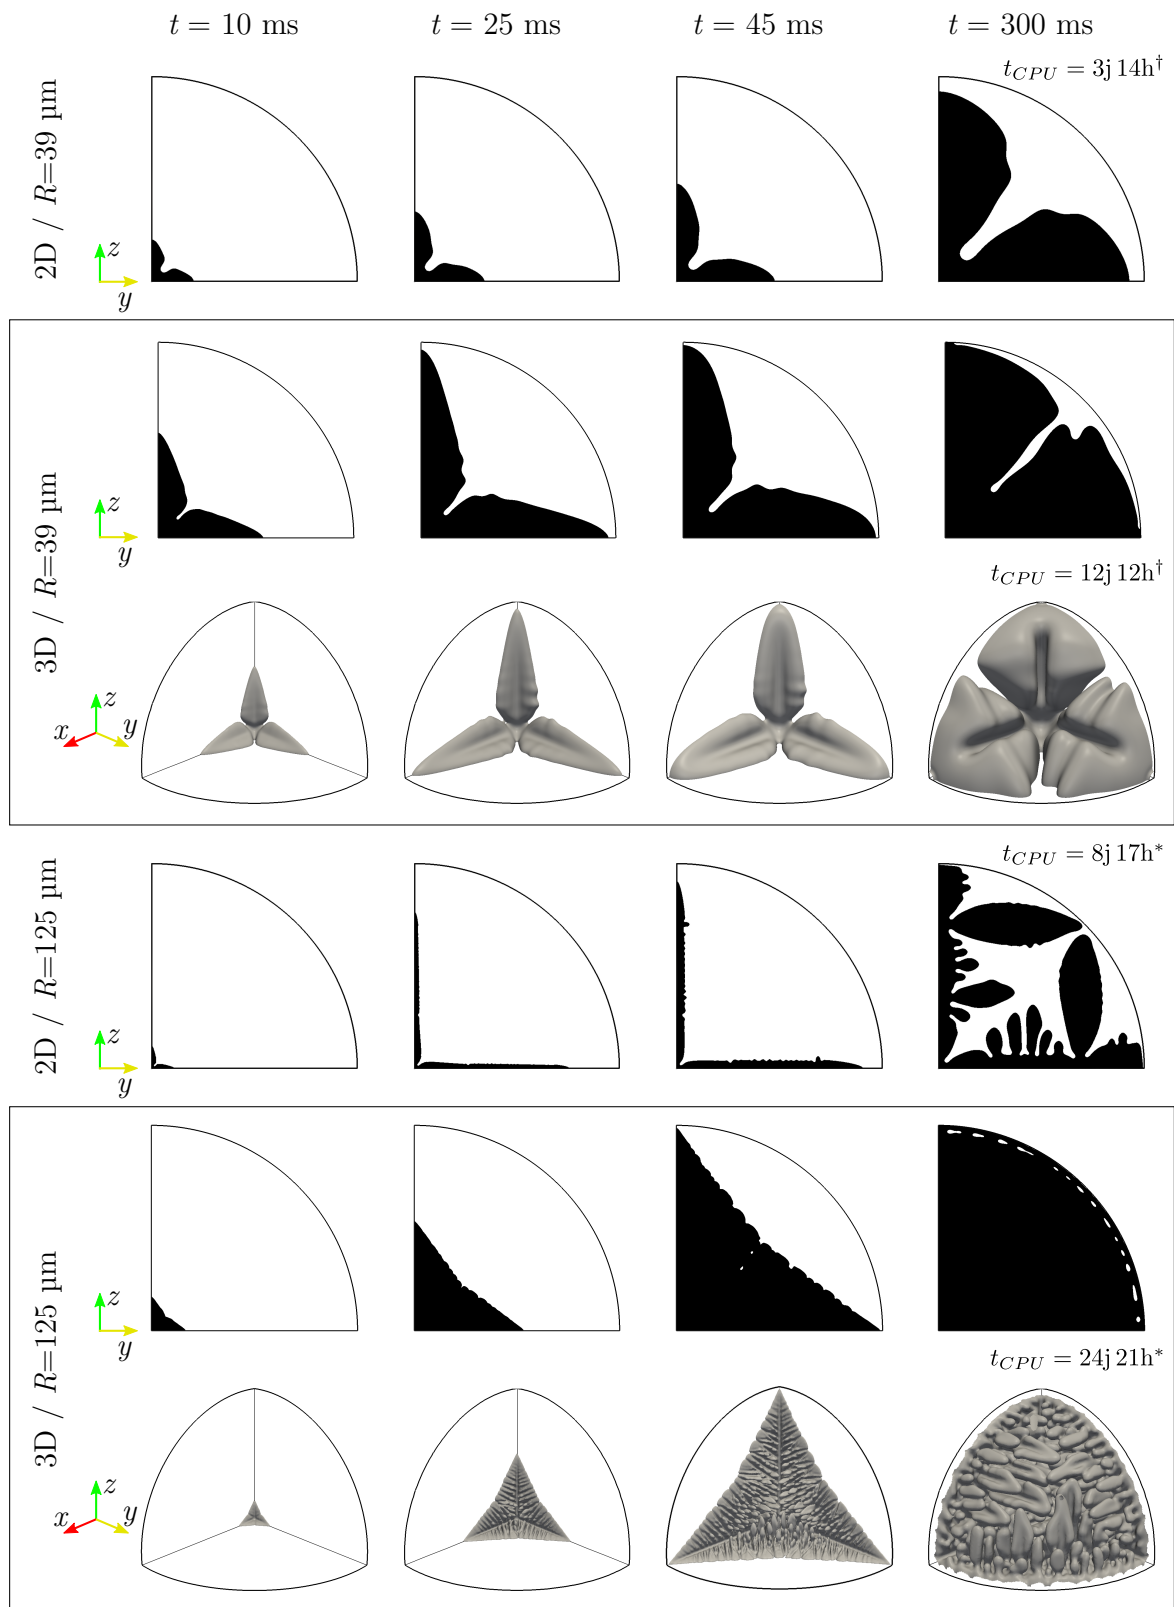 t = 10 ms t = 25 ms t = 45 ms t = 300 ms
t_CPU = 3j 14h†
2D / R=39 µm
z
y
3D / R=39 µm
z
y
t_CPU = 12j 12h†
z
x y
t_CPU = 8j 17h*
2D / R=125 µm
z
y
3D / R=125 µm
z
y
t_CPU = 24j 21h*
z
x y